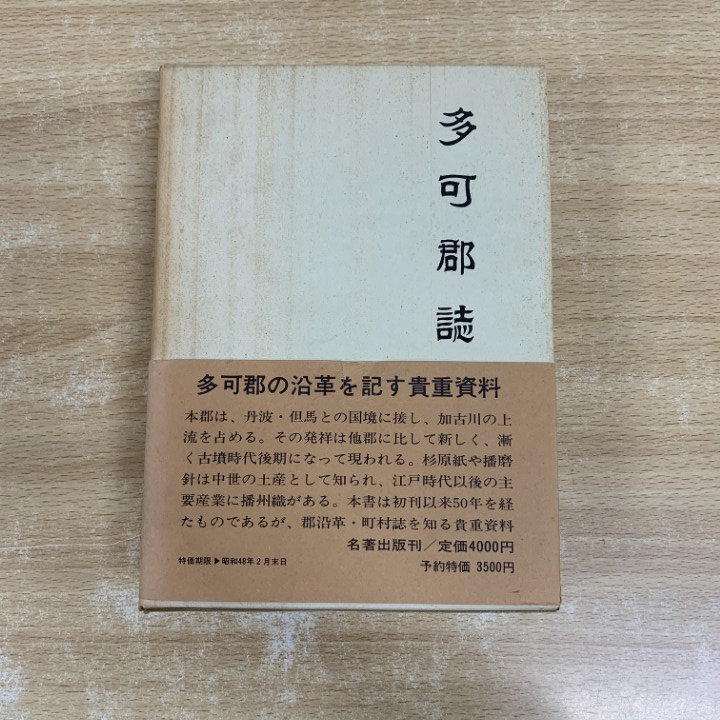 多可郡誌
多可郡の沿革を記す貴重資料
本郡は、丹波・但馬との国境に接し、加古川の上
流を占める。その発祥は他郡に比して新しく、漸
く古墳時代後期になって現われる。杉原紙や播磨
針は中世の土産として知られ、江戸時代以後の主
要産業に播州織がある。本書は初刊以来50年を経
たものであるが、郡沿革・町村誌を知る貴重資料
名著出版刊／定価4000円
特価期限▶昭和48年2月末日
予約特価 3500円